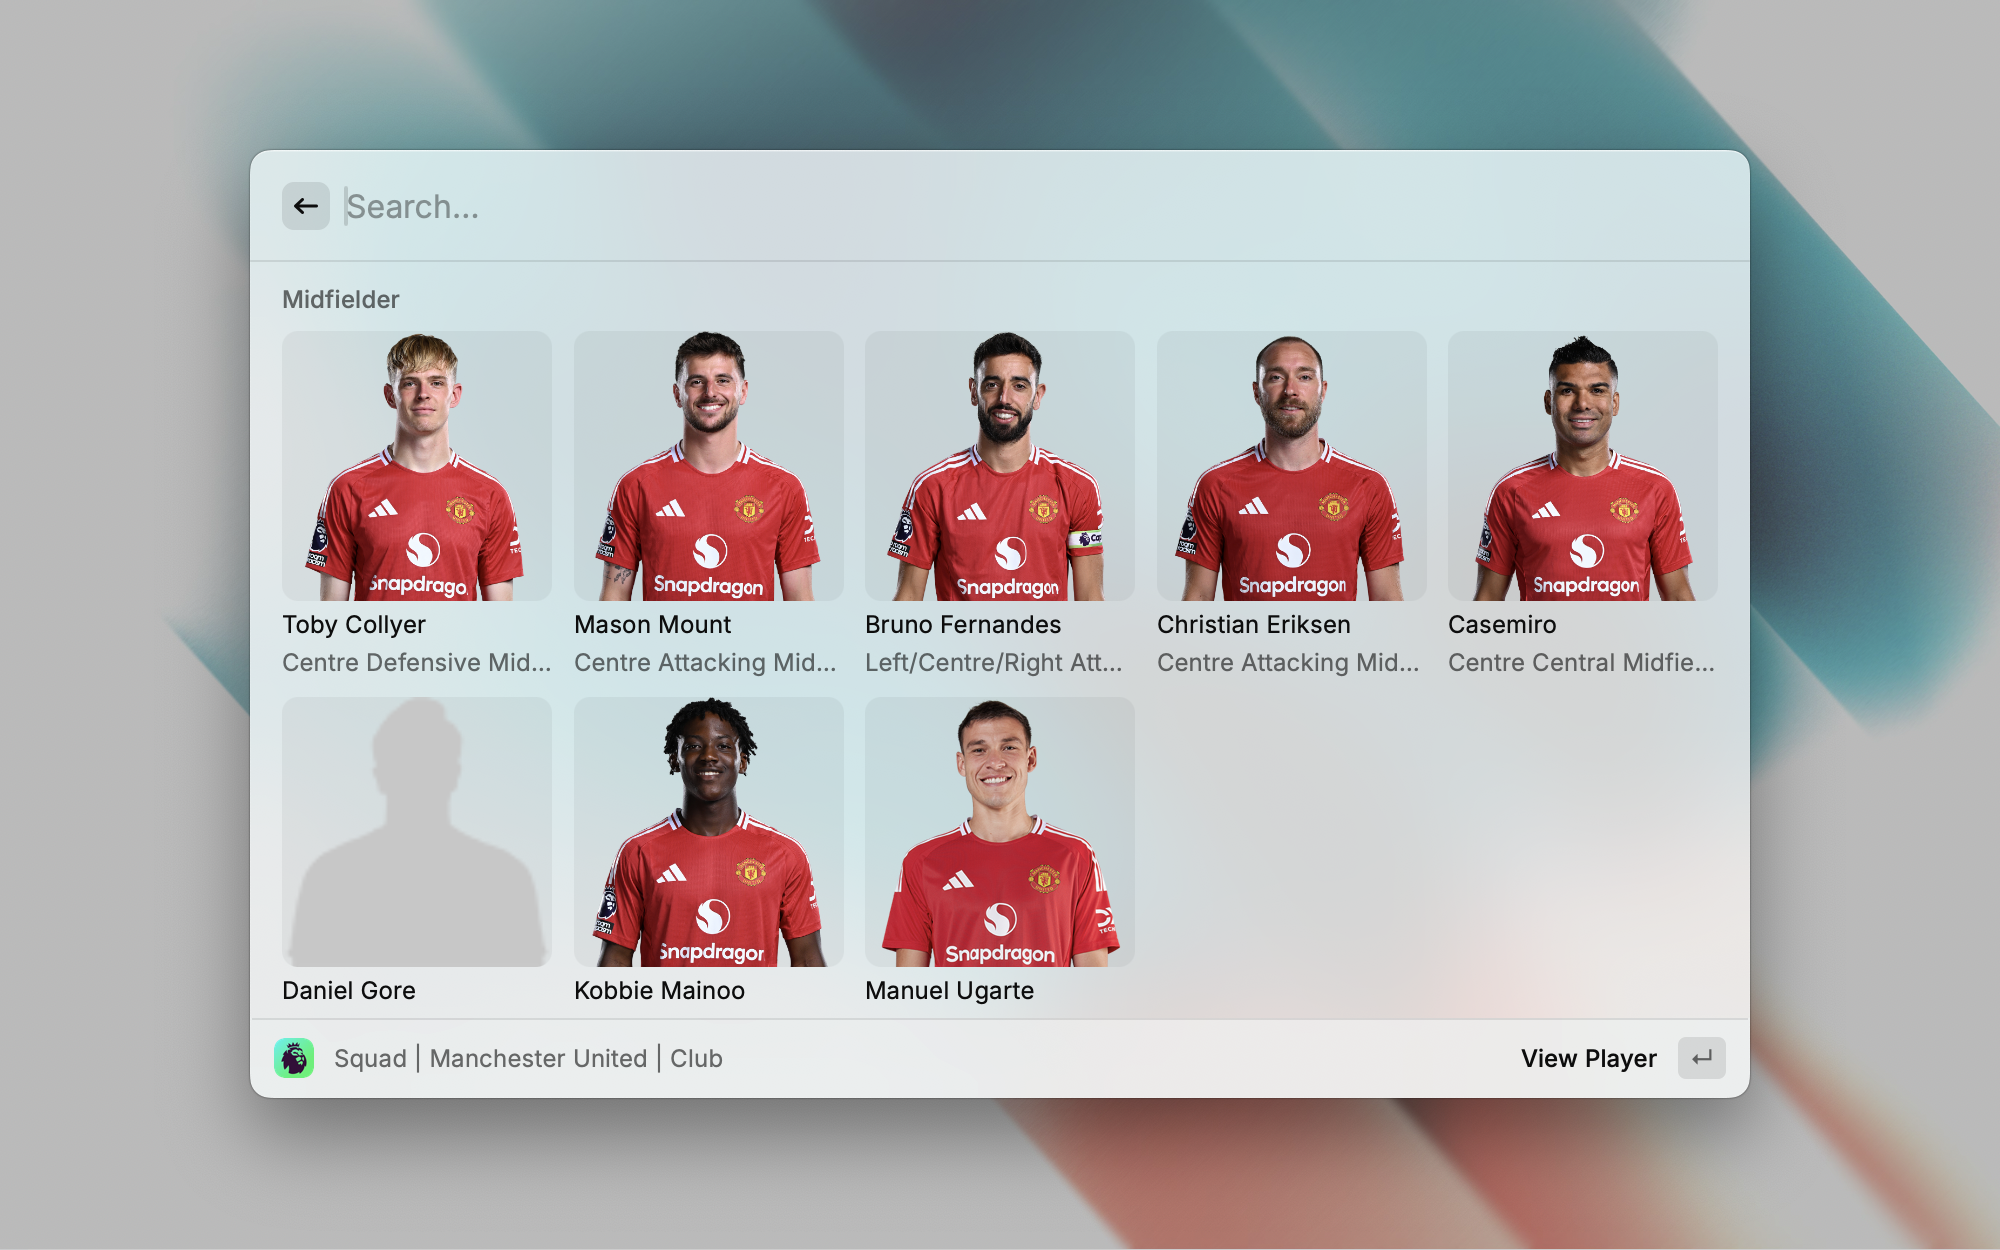 Search...
Midfielder
Snapdrago
Snapdragon
Snapdragon
Snapdragon
Snapdragon
Toby Collyer
Mason Mount
Bruno Fernandes
Christian Eriksen
Casemiro
Centre Defensive Mid...
Centre Attacking Mid...
Left/Centre/Right Att...
Centre Attacking Mid...
Centre Central Midfie...
Snapdragon
Snapdragon
Daniel Gore
Kobbie Mainoo
Manuel Ugarte
Squad | Manchester United | Club
View Player